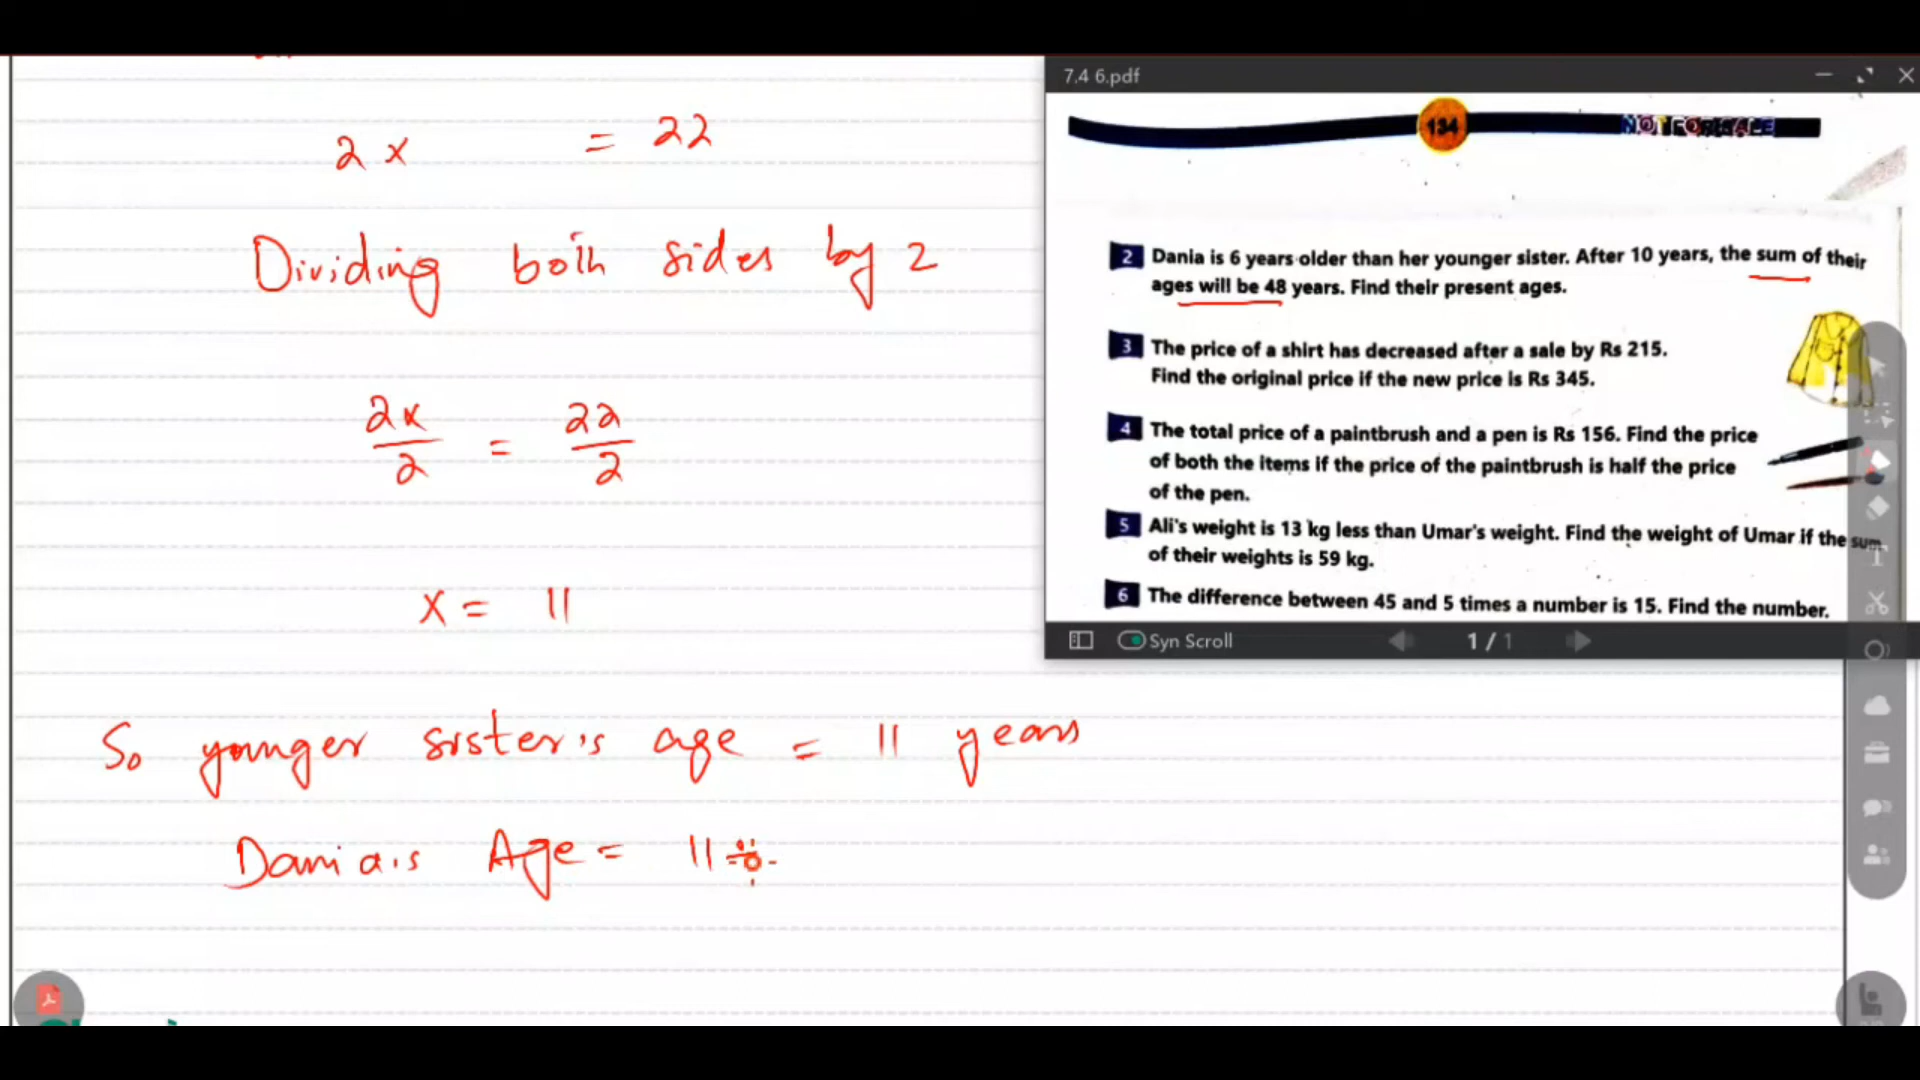 2x = 22
Dividing both sides by 2
2x/2 = 22/2
x = 11
So younger sister's age = 11 years
Dania's Age = 11
7.4 6.pdf
134
NOT FOR SALE
2 Dania is 6 years older than her younger sister. After 10 years, the sum of their
ages will be 48 years. Find their present ages.
3 The price of a shirt has decreased after a sale by Rs 215.
Find the original price if the new price is Rs 345.
4 The total price of a paintbrush and a pen is Rs 156. Find the price
of both the items if the price of the paintbrush is half the price
of the pen.
5 Ali's weight is 13 kg less than Umar's weight. Find the weight of Umar if the sum
of their weights is 59 kg.
6 The difference between 45 and 5 times a number is 15. Find the number.
Syn Scroll
1 / 1